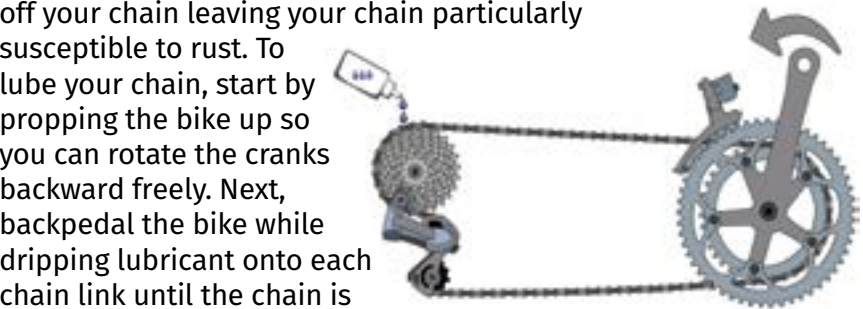 off your chain leaving your chain particularly
susceptible to rust. To
lube your chain, start by
propping the bike up so
you can rotate the cranks
backward freely. Next,
backpedal the bike while
dripping lubricant onto each
chain link until the chain is